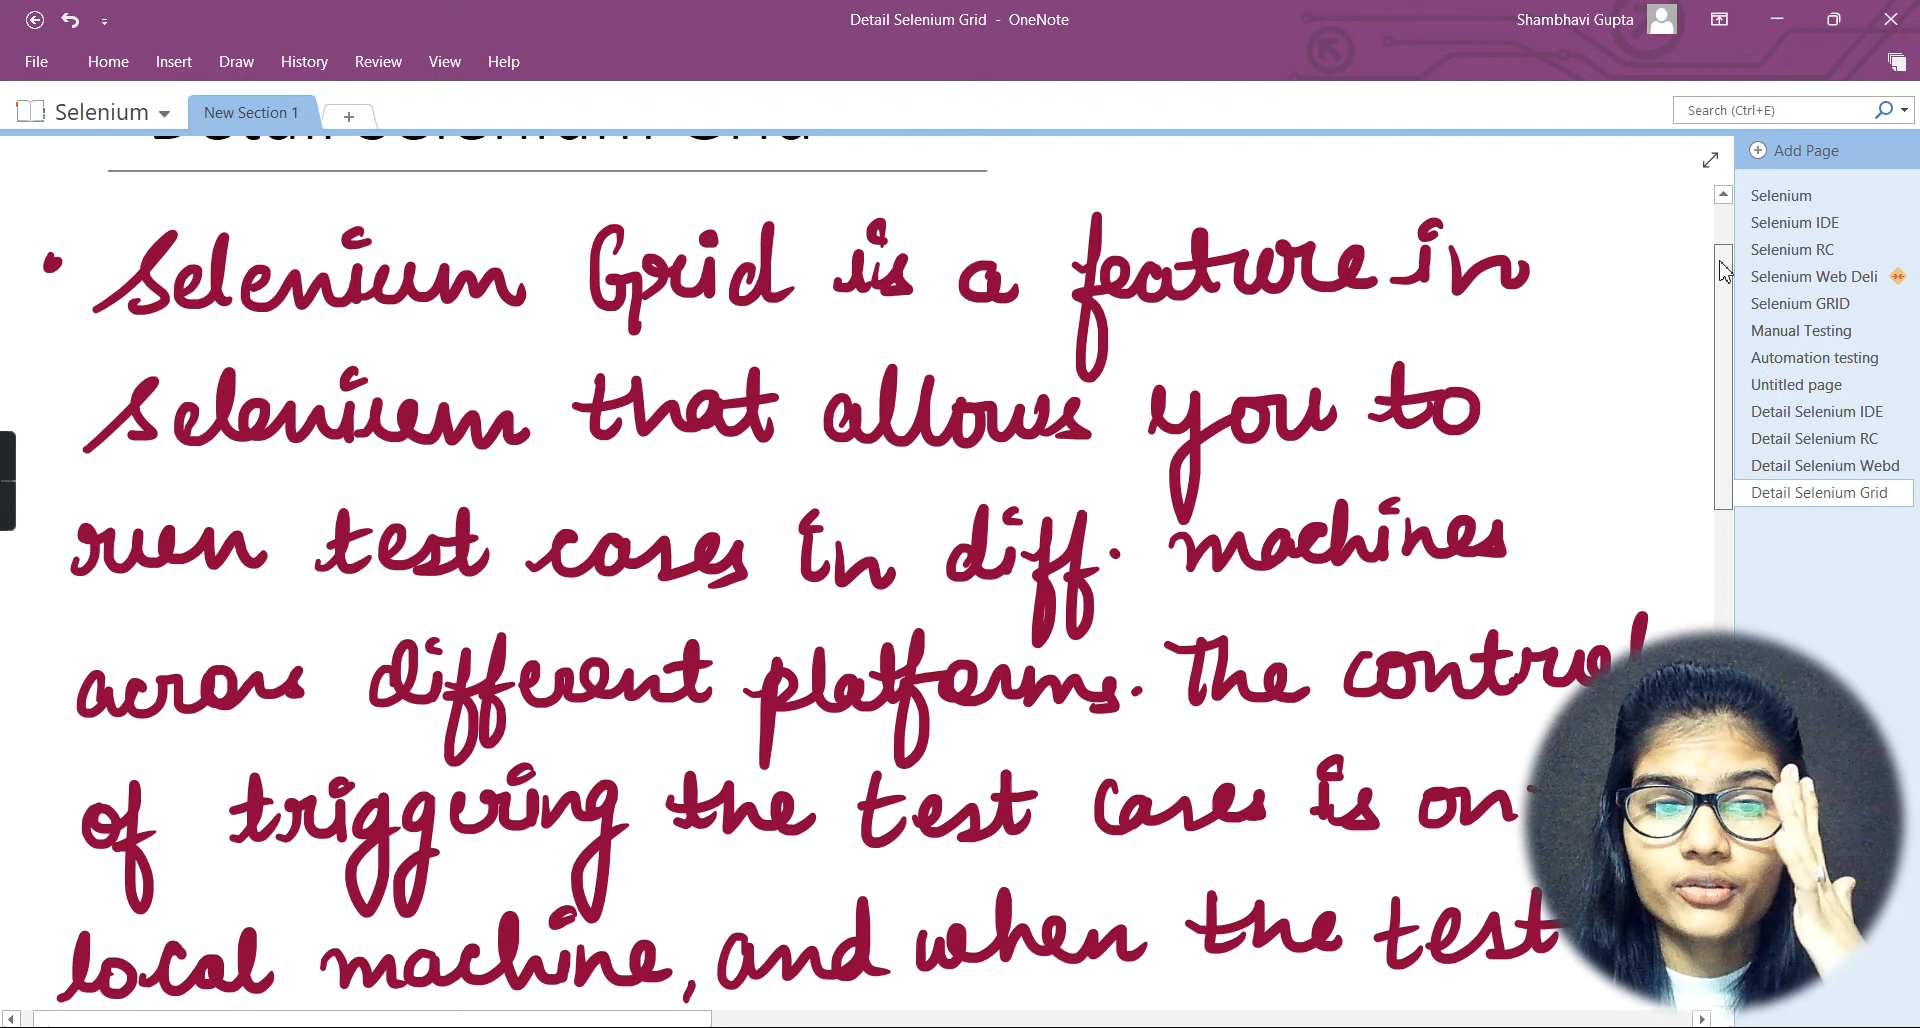 Detail Selenium Grid - OneNote
Shambhavi Gupta
File Home Insert Draw History Review View Help
Selenium
New Section 1
+
Search (Ctrl+E)
Detail Selenium Grid
Add Page
Selenium
Selenium IDE
Selenium RC
Selenium Web Deli
Selenium GRID
Manual Testing
Automation testing
Untitled page
Detail Selenium IDE
Detail Selenium RC
Detail Selenium Webd
Detail Selenium Grid
• Selenium Grid is a feature in
Selenium that allows you to
run test cases in diff. machines
across different platforms. The control
of triggering the test cases is on
local machine, and when the test